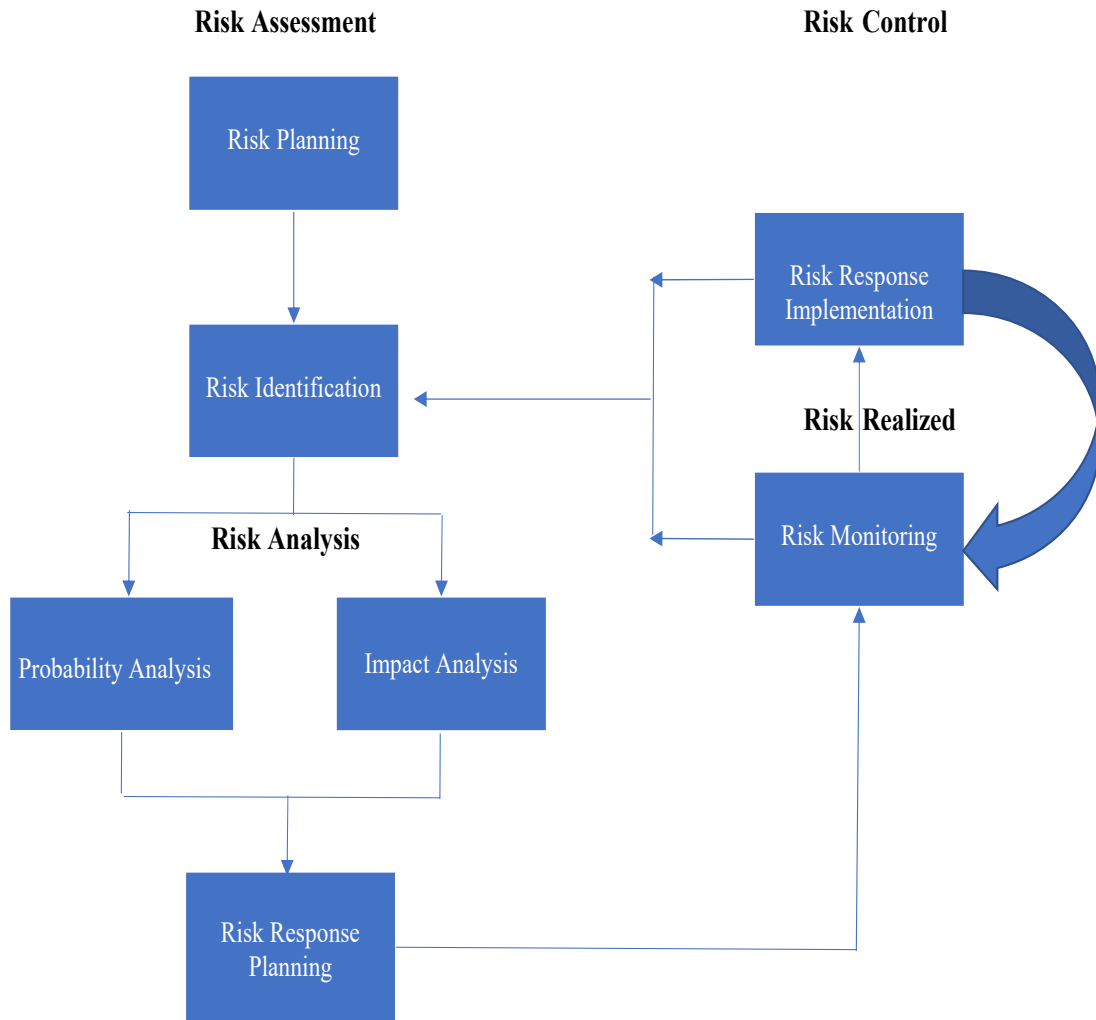 Risk Assessment
Risk Control
Risk Planning
Risk Response
Implementation
Risk Identification
Risk Realized
Risk Analysis
Risk Monitoring
Probability Analysis
Impact Analysis
Risk Response
Planning